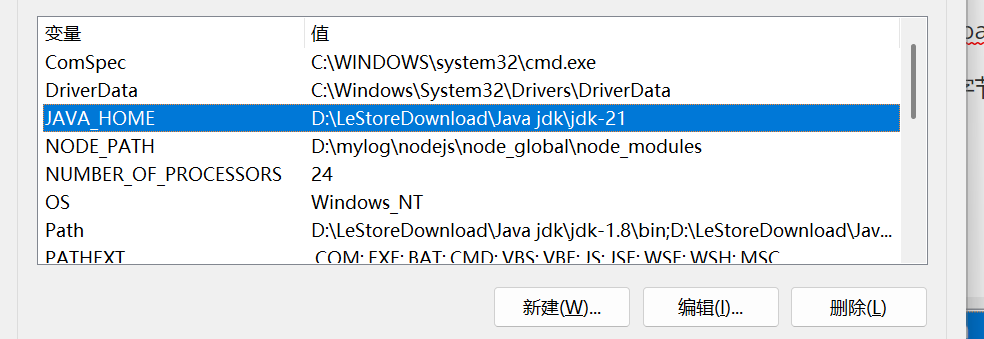 变量 值
ComSpec C:\WINDOWS\system32\cmd.exe
DriverData C:\Windows\System32\Drivers\DriverData
JAVA_HOME D:\LeStoreDownload\Java jdk\jdk-21
NODE_PATH D:\mylog\nodejs\node_global\node_modules
NUMBER_OF_PROCESSORS 24
OS Windows_NT
Path D:\LeStoreDownload\Java jdk\jdk-1.8\bin;D:\LeStoreDownload\Jav...
PATHEXT .COM;.EXE;.BAT;.CMD;.VBS;.VBE;.JS;.JSE;.WSF;.WSH;.MSC
新建(W)... 编辑(I)... 删除(L)